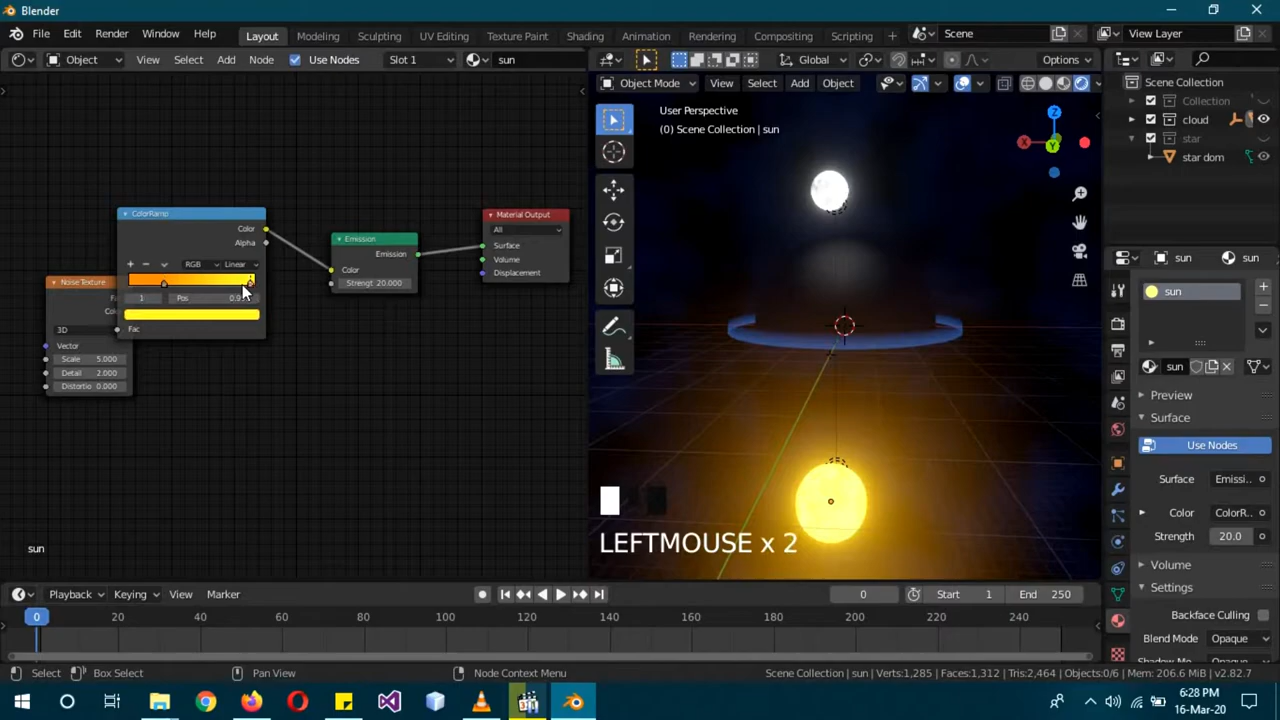 Blender
File Edit Render Window Help Layout Modeling Sculpting UV Editing Texture Paint Shading Animation Rendering Compositing Scripting Scene View Layer
Object View Select Add Node Use Nodes Slot 1 sun Global Options
Object Mode View Select Add Object
User Perspective
(0) Scene Collection | sun
Z
X
Y
Scene Collection
Collection
cloud
star
star dom
ColorRamp
Color
Alpha
RGB Linear
1 Pos
Fac
Noise Texture
3D
Vector
Scale 5.000
Detail 2.000
Distortio 0.000
Emission
Emission
Color
Strengt 20.000
Material Output
All
Surface
Volume
Displacement
sun
LEFTMOUSE x 2
sun sun
sun
sun
Preview
Surface
Use Nodes
Surface Emissi..
Color ColorR..
Strength 20.0
Volume
Settings
Backface Culling
Blend Mode Opaque
Opaque
Playback Keying View Marker 0 Start 1 End 250
0 20 40 60 80 100 120 140 160 180 200 220 240
Select Box Select Pan View Node Context Menu Scene Collection | sun | Verts:1,285 | Faces:1,312 | Tris:2,464 | Objects:0/6 | Mem: 206.6 MiB | v2.82.7
6:28 PM
16-Mar-20